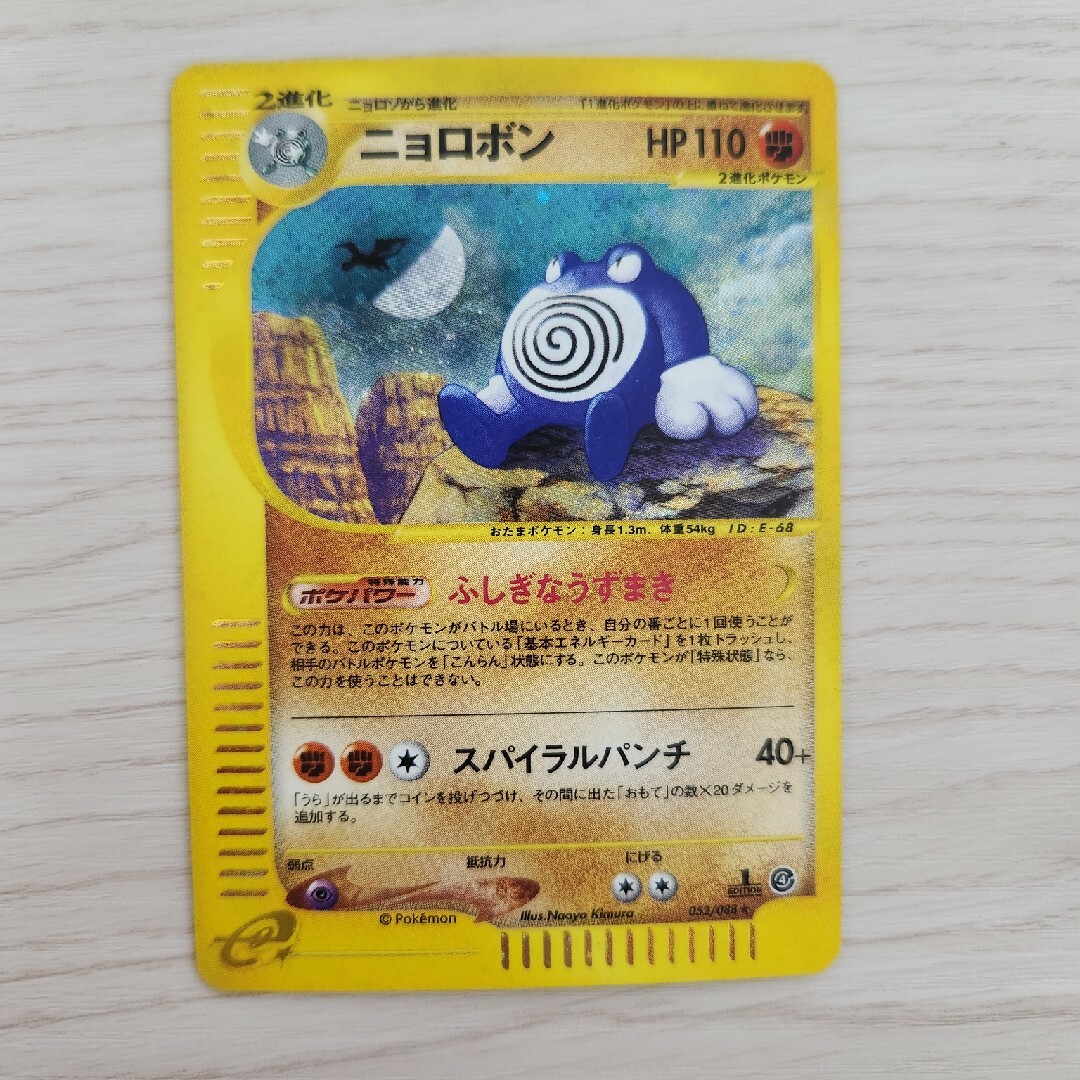 2進化 ニョロゾから進化 「1進化ポケモン」の上に重ねて進化させる
ニョロボン HP 110
2進化ポケモン
おたまポケモン：身長1.3m、体重54kg ID：E-68
特殊能力
ポケパワー ふしぎなうずまき
この力は、このポケモンがバトル場にいるとき、自分の番ごとに1回使うことが
できる。このポケモンについている「基本エネルギーカード」を1枚トラッシュし、
相手のバトルポケモンを「こんらん」状態にする。このポケモンが「特殊状態」なら、
この力を使うことはできない。
スパイラルパンチ 40+
「うら」が出るまでコインを投げつづけ、その間に出た「おもて」の数×20ダメージを
追加する。
弱点 抵抗力 にげる
1 EDITION 4
©Pokémon Illus.Naoyo Kimura 052/088 ★
e